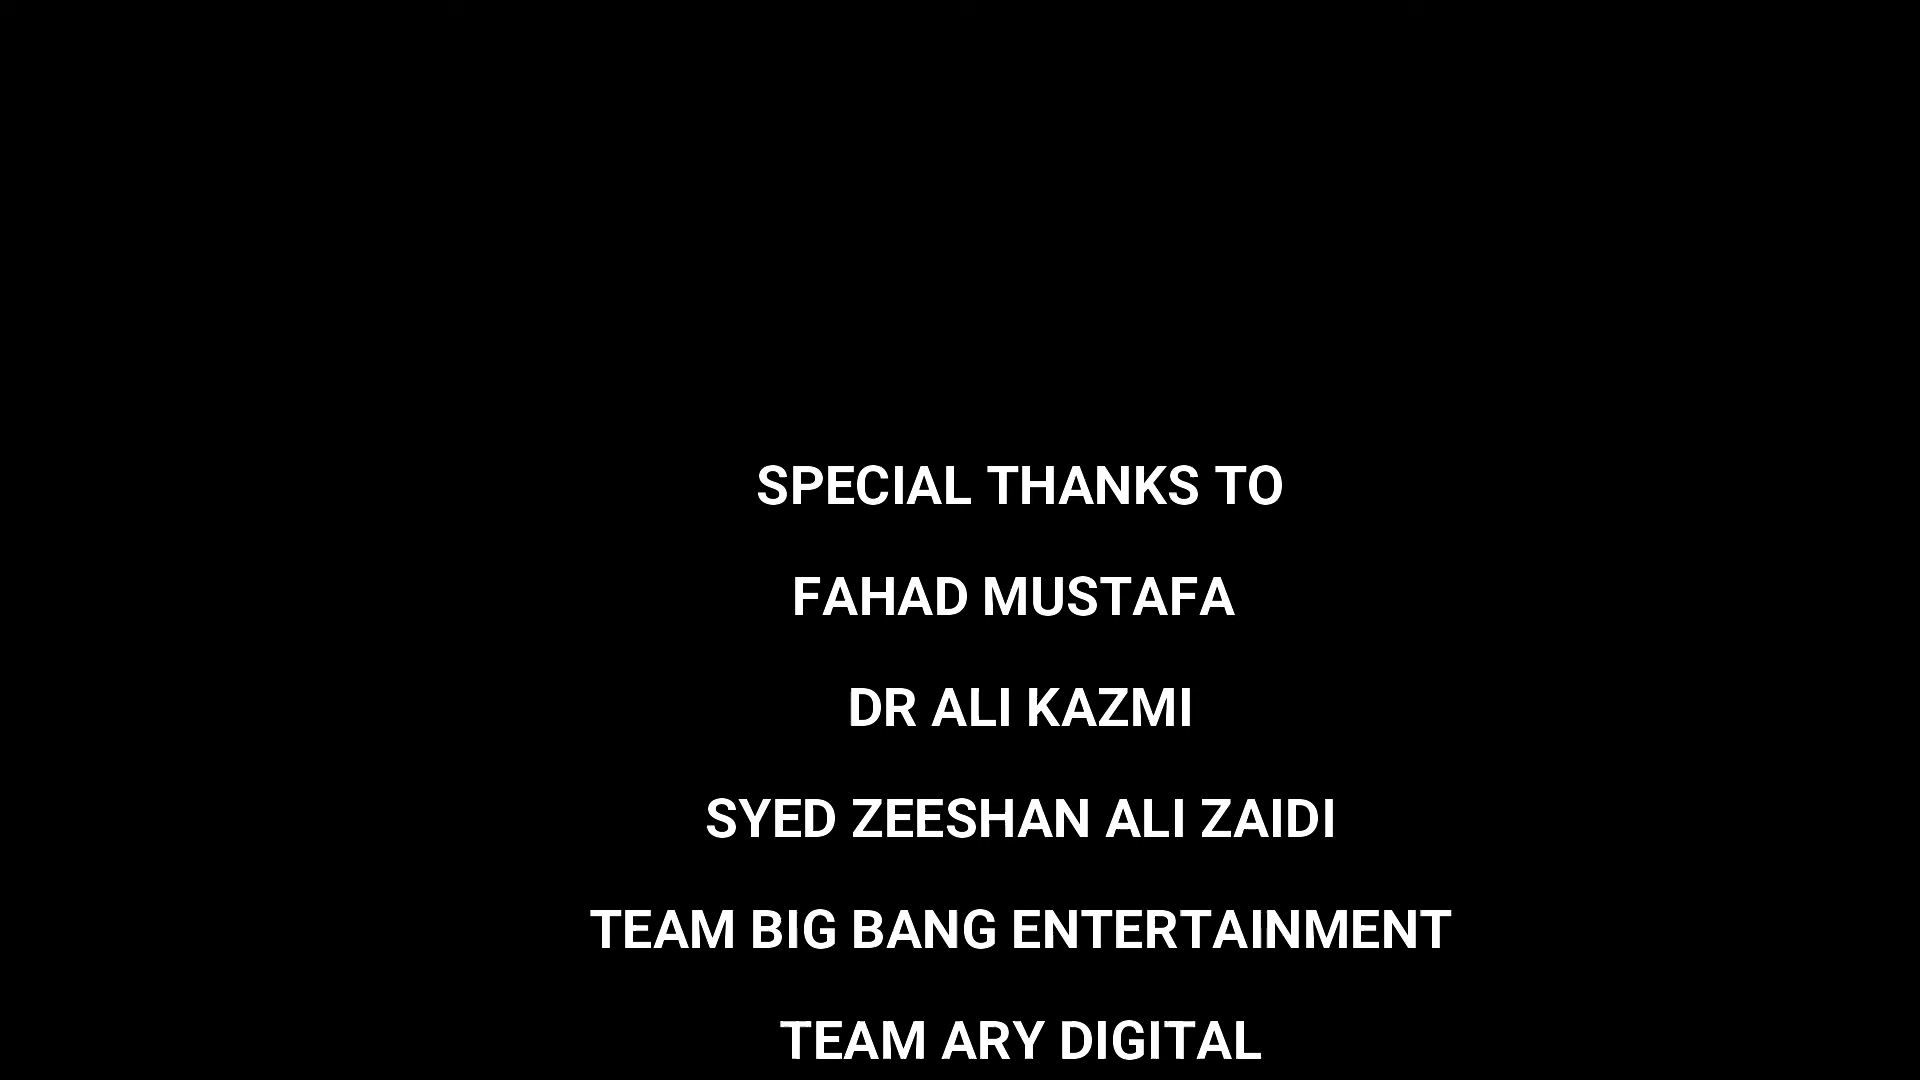 SPECIAL THANKS TO
FAHAD MUSTAFA
DR ALI KAZMI
SYED ZEESHAN ALI ZAIDI
TEAM BIG BANG ENTERTAINMENT
TEAM ARY DIGITAL